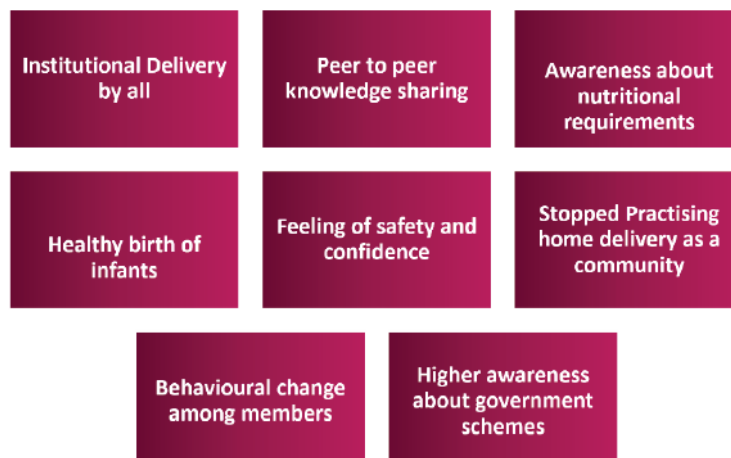 Institutional Delivery
by all
Peer to peer
knowledge sharing
Awareness about
nutritional
requirements
Healthy birth of
infants
Feeling of safety and
confidence
Stopped Practising
home delivery as a
community
Behavioural change
among members
Higher awareness
about government
schemes